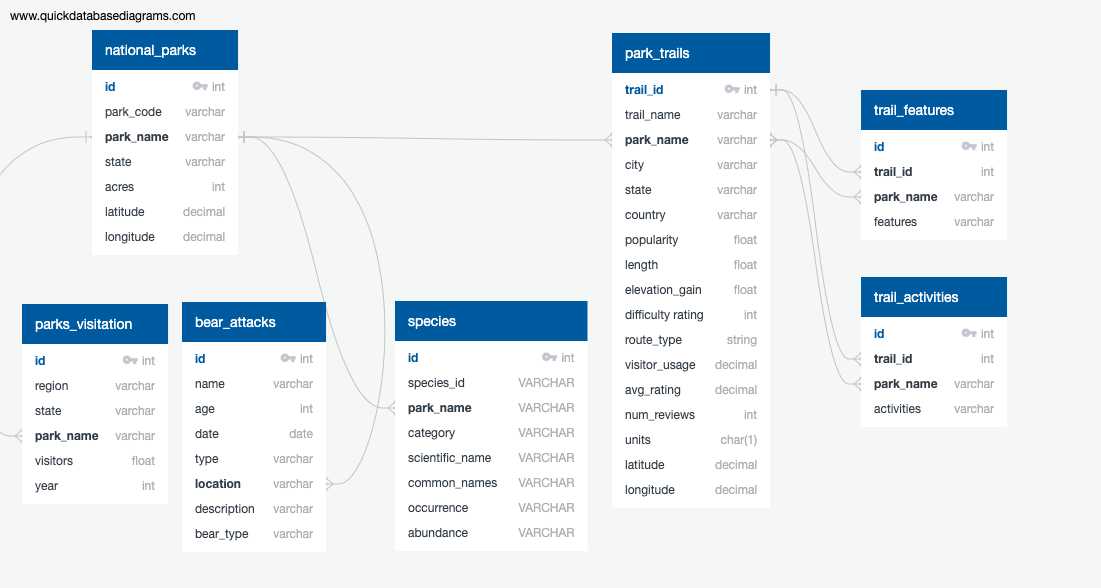 www.quickdatabasediagrams.com
national_parks
id int
park_code varchar
park_name varchar
state varchar
acres int
latitude decimal
longitude decimal
parks_visitation
id int
region varchar
state varchar
park_name varchar
visitors float
year int
bear_attacks
id int
name varchar
age int
date date
type varchar
location varchar
description varchar
bear_type varchar
species
id int
species_id VARCHAR
park_name VARCHAR
category VARCHAR
scientific_name VARCHAR
common_names VARCHAR
occurrence VARCHAR
abundance VARCHAR
park_trails
trail_id int
trail_name varchar
park_name varchar
city varchar
state varchar
country varchar
popularity float
length float
elevation_gain float
difficulty rating int
route_type string
visitor_usage decimal
avg_rating decimal
num_reviews int
units char(1)
latitude decimal
longitude decimal
trail_features
id int
trail_id int
park_name varchar
features varchar
trail_activities
id int
trail_id int
park_name varchar
activities varchar